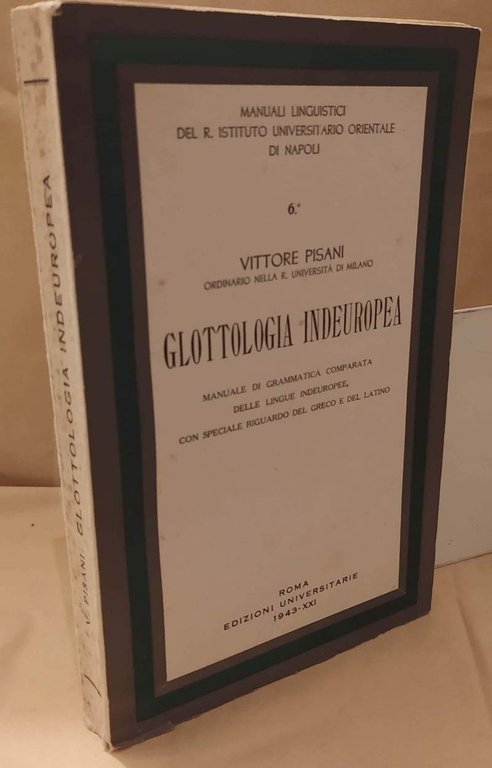 MANUALI LINGUISTICI
DEL R. ISTITUTO UNIVERSITARIO ORIENTALE
DI NAPOLI
6.°
VITTORE PISANI
ORDINARIO NELLA R. UNIVERSITÀ DI MILANO
GLOTTOLOGIA INDEUROPEA
MANUALE DI GRAMMATICA COMPARATA
DELLE LINGUE INDEUROPEE,
CON SPECIALE RIGUARDO DEL GRECO E DEL LATINO
ROMA
EDIZIONI UNIVERSITARIE
1943-XXI
V. PISANI: GLOTTOLOGIA INDEUROPEA